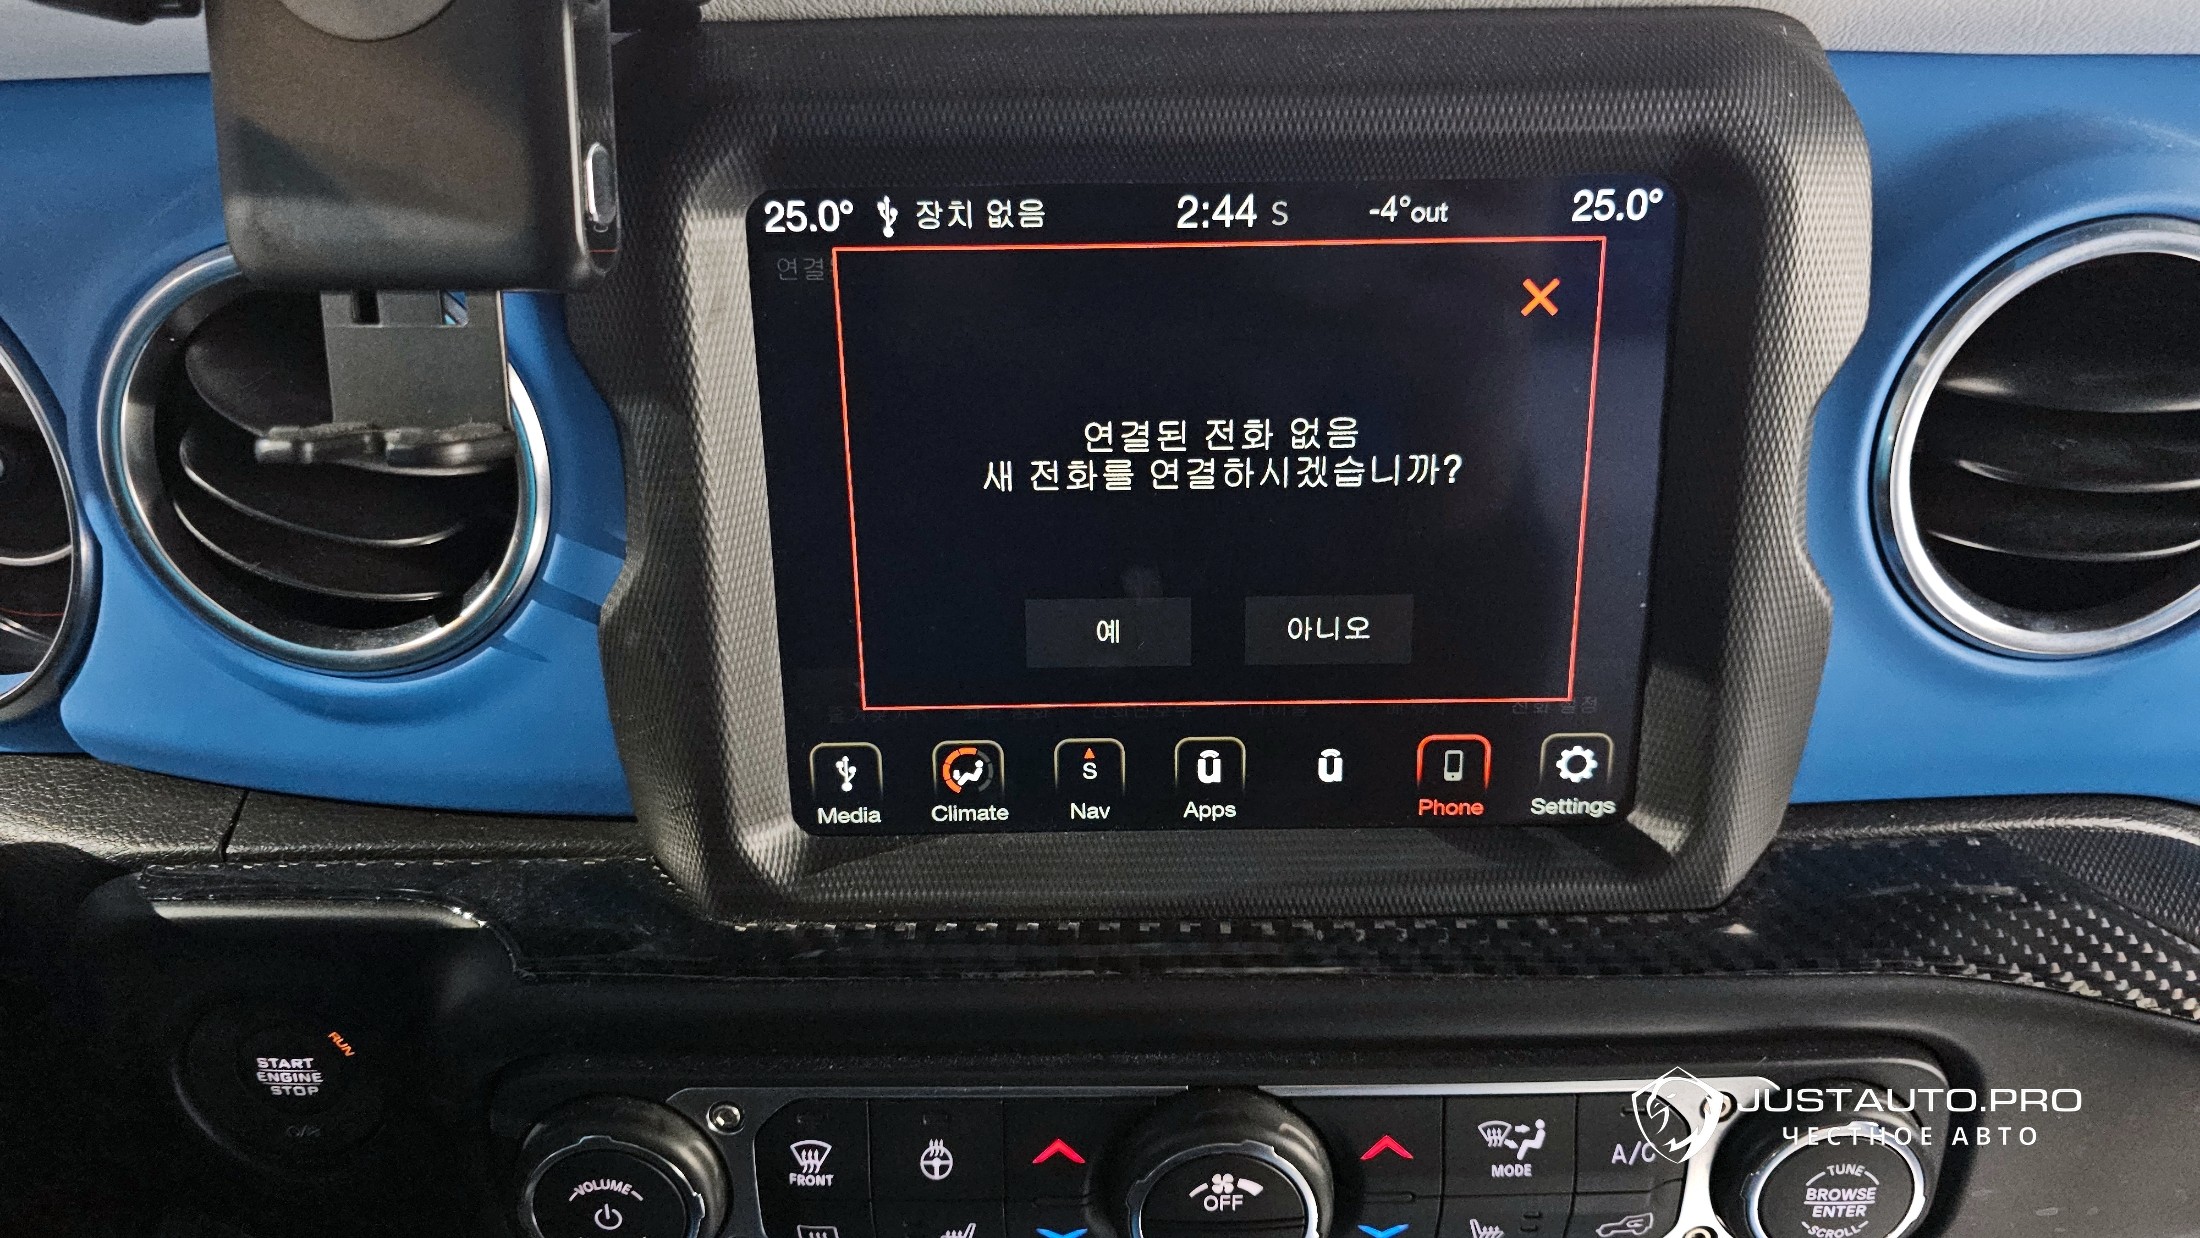 25.0° 장치 없음 2:44 S -4°out 25.0°
연결
연결된 전화 없음
새 전화를 연결하시겠습니까?
예 아니오
Media Climate S Nav Apps Phone Settings
RUN
START
ENGINE
STOP
VOLUME
FRONT
OFF
MODE
A/C
TUNE
BROWSE
ENTER
SCROLL
JUSTAUTO.PRO
ЧЕСТНОЕ АВТО